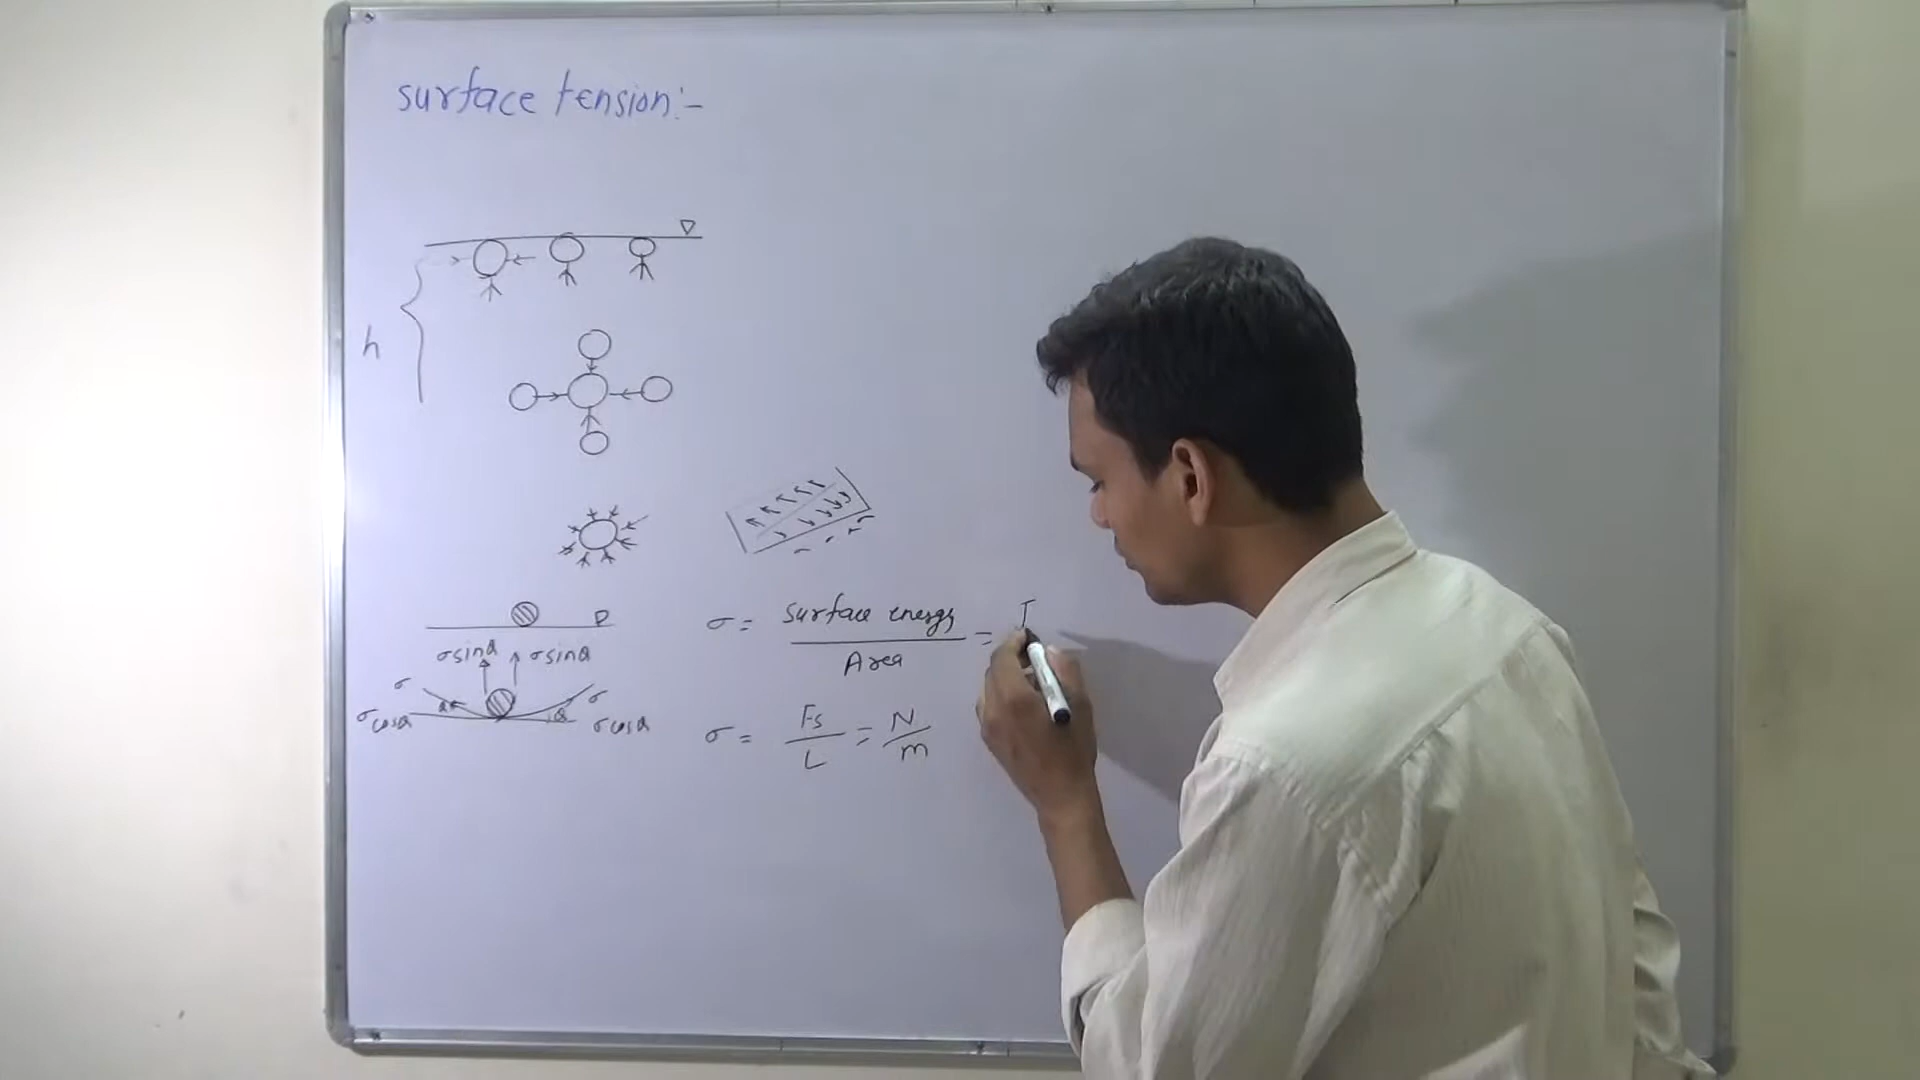 surface tension:-
h
σ = surface energy / Area = J
σsinα σsinα
σ σ
α α
σcosα σcosα
σ = Fs / L = N / m